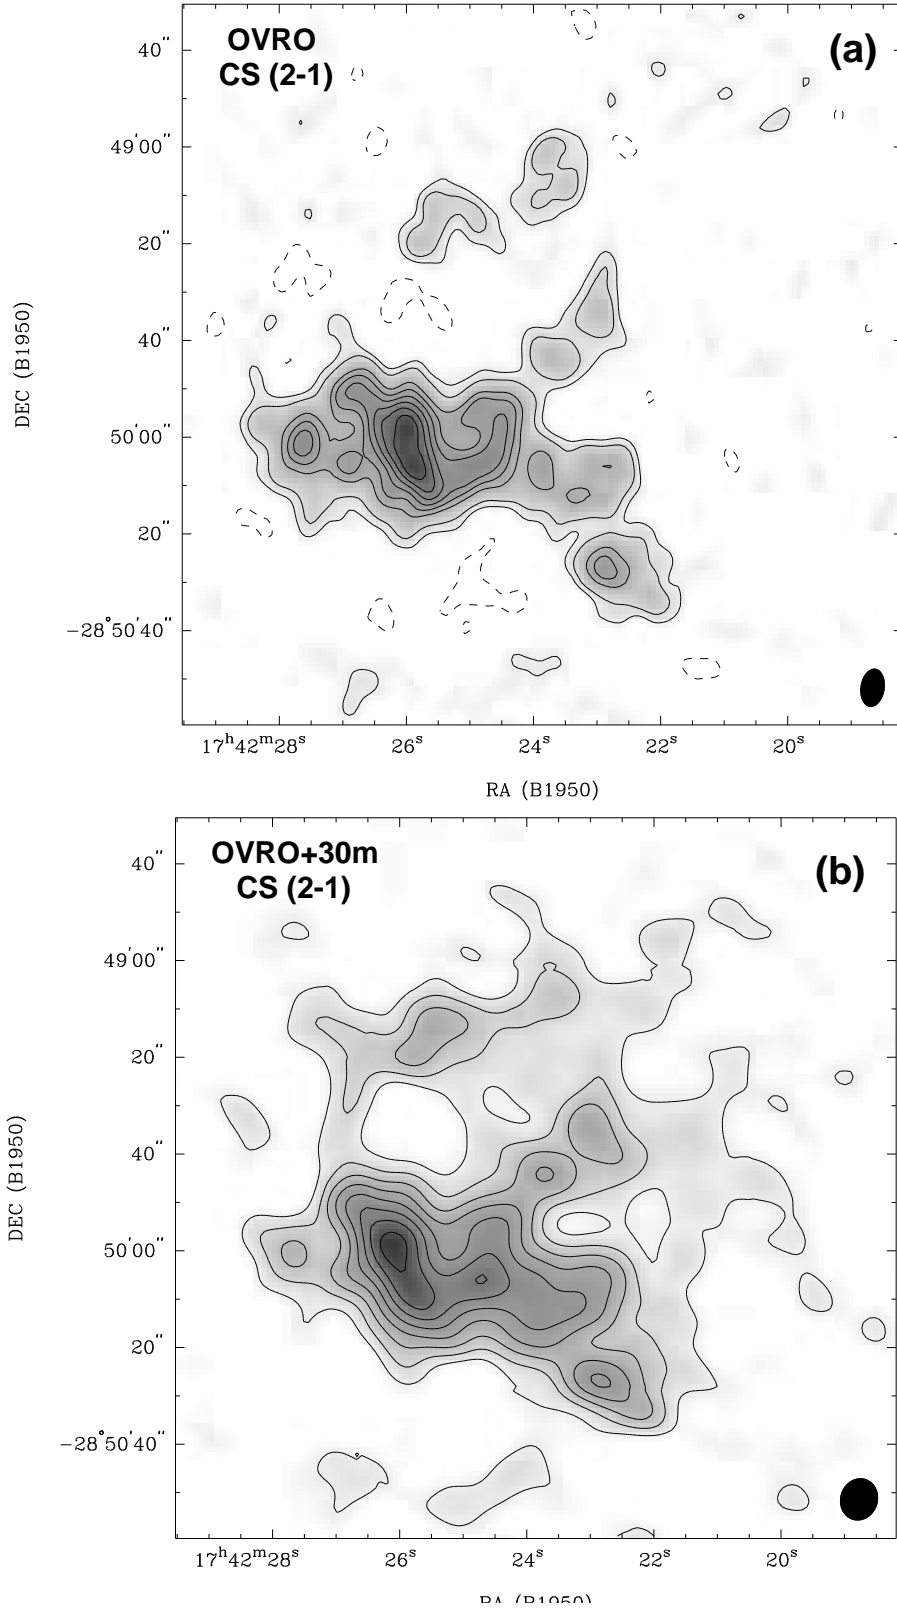 OVRO
CS (2-1)
(a)
40"
49'00"
20"
40"
50'00"
20"
-28°50'40"
DEC (B1950)
17h42m28s 26s 24s 22s 20s
RA (B1950)
OVRO+30m
CS (2-1)
(b)
40"
49'00"
20"
40"
50'00"
20"
-28°50'40"
DEC (B1950)
17h42m28s 26s 24s 22s 20s
RA (B1950)